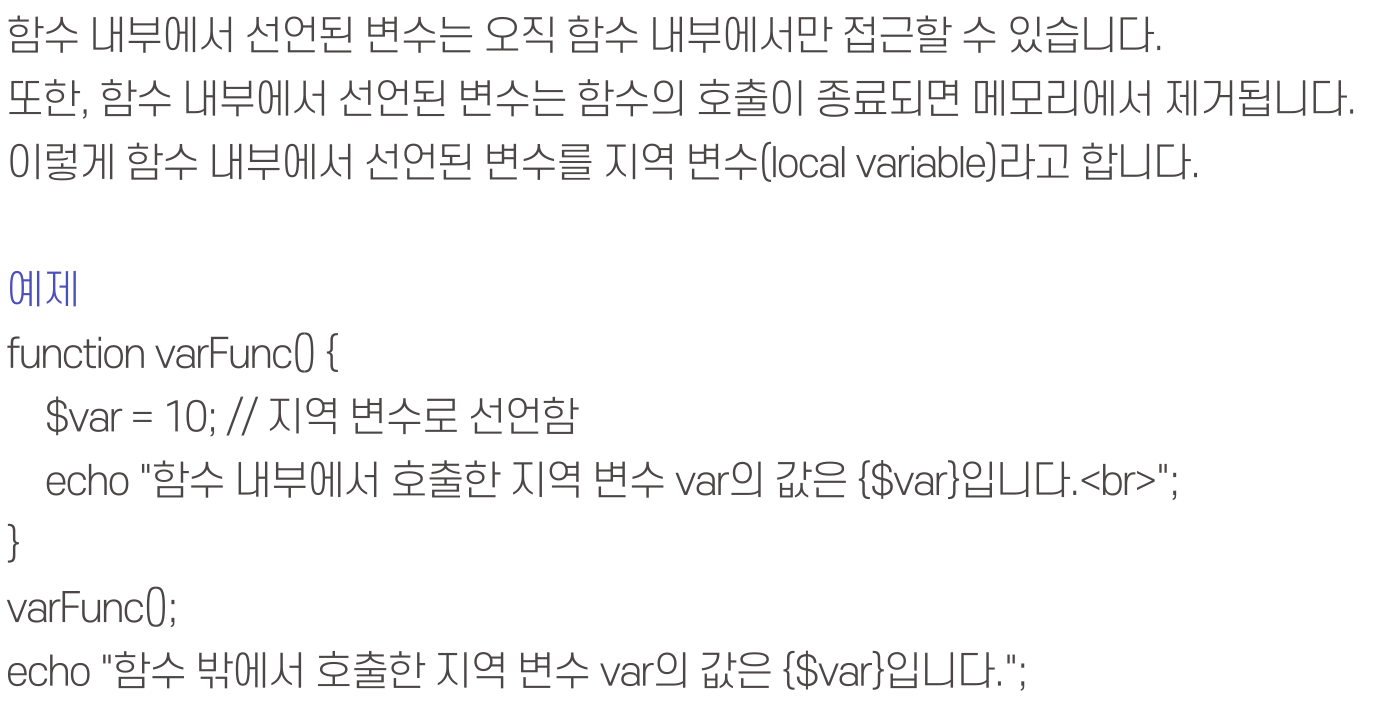 함수 내부에서 선언된 변수는 오직 함수 내부에서만 접근할 수 있습니다.
또한, 함수 내부에서 선언된 변수는 함수의 호출이 종료되면 메모리에서 제거됩니다.
이렇게 함수 내부에서 선언된 변수를 지역 변수(local variable)라고 합니다.
예제
function varFunc() {
    $var = 10; // 지역 변수로 선언함
    echo "함수 내부에서 호출한 지역 변수 var의 값은 {$var}입니다.<br>";
}
varFunc();
echo "함수 밖에서 호출한 지역 변수 var의 값은 {$var}입니다.";